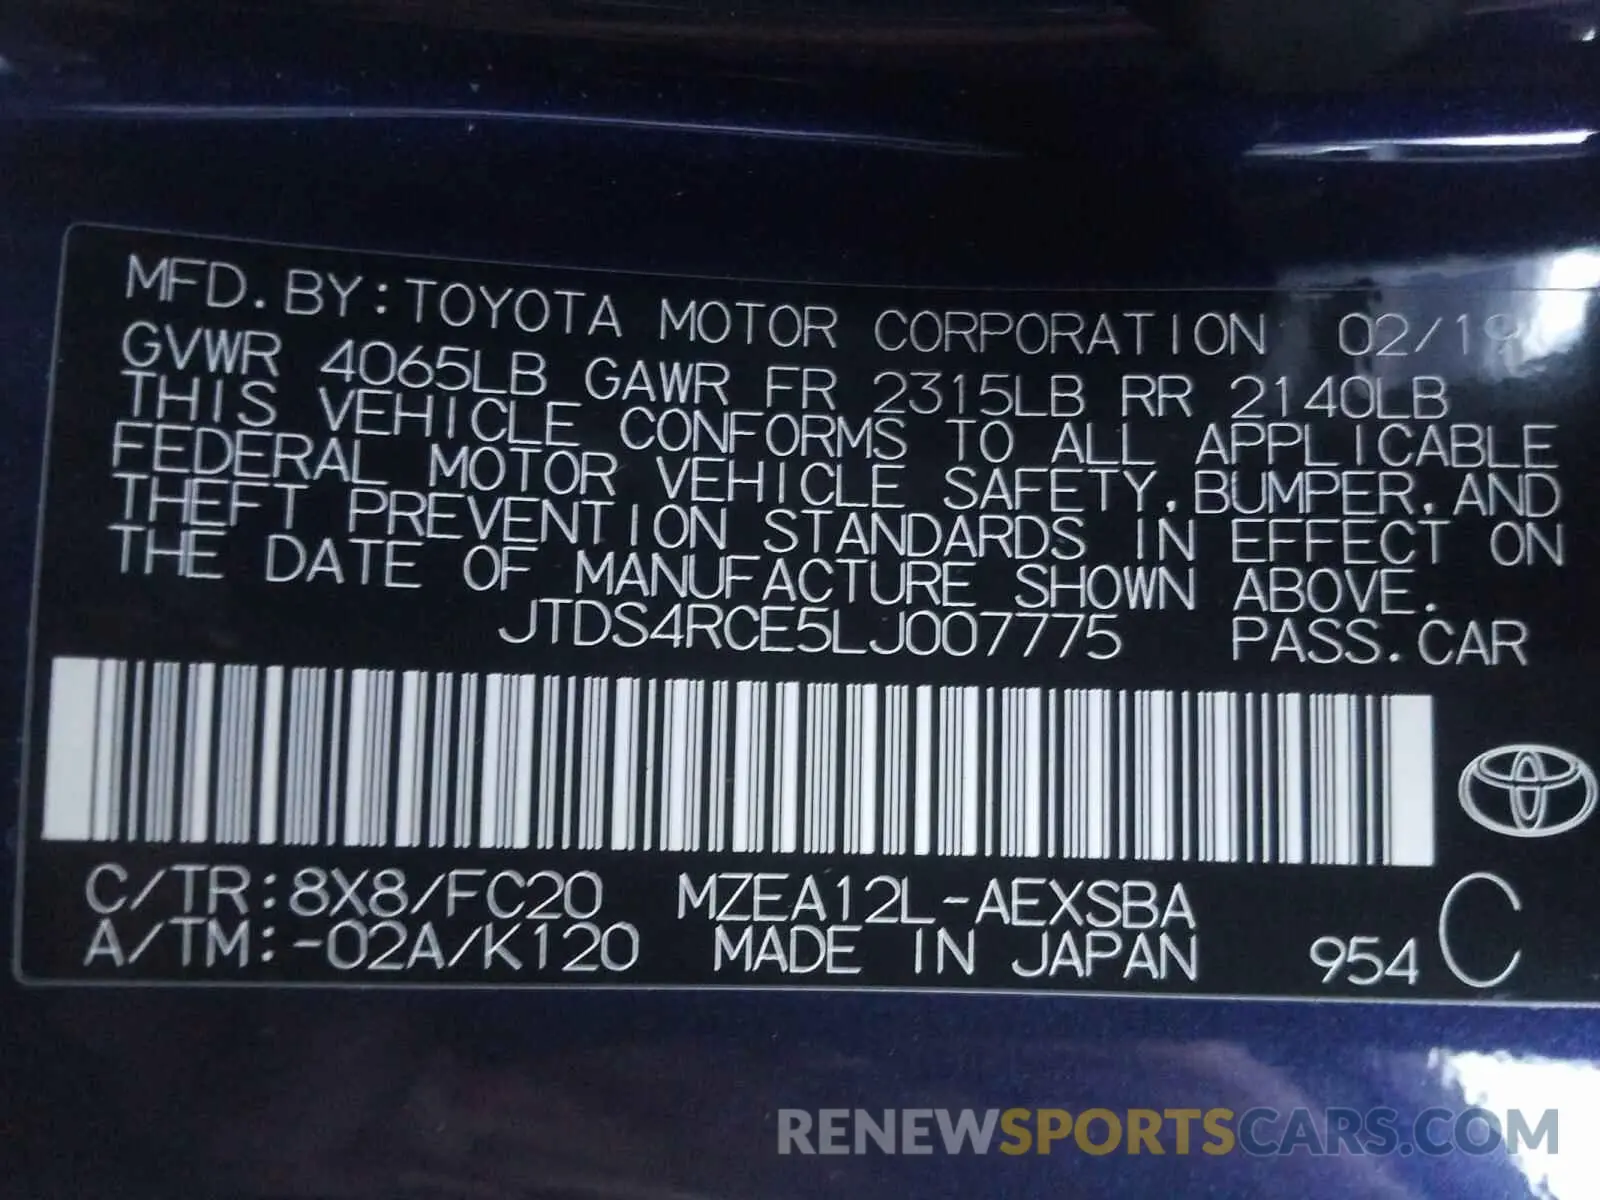 MFD.BY:TOYOTA MOTOR CORPORATION 02/19
GVWR 4065LB GAWR FR 2315LB RR 2140LB
THIS VEHICLE CONFORMS TO ALL APPLICABLE
FEDERAL MOTOR VEHICLE SAFETY,BUMPER,AND
THEFT PREVENTION STANDARDS IN EFFECT ON
THE DATE OF MANUFACTURE SHOWN ABOVE.
JTDS4RCE5LJ007775 PASS.CAR
C/TR:8X8/FC20 MZEA12L-AEXSBA
A/TM:-02A/K120 MADE IN JAPAN 954 C
RENEWSPORTSCARS.COM